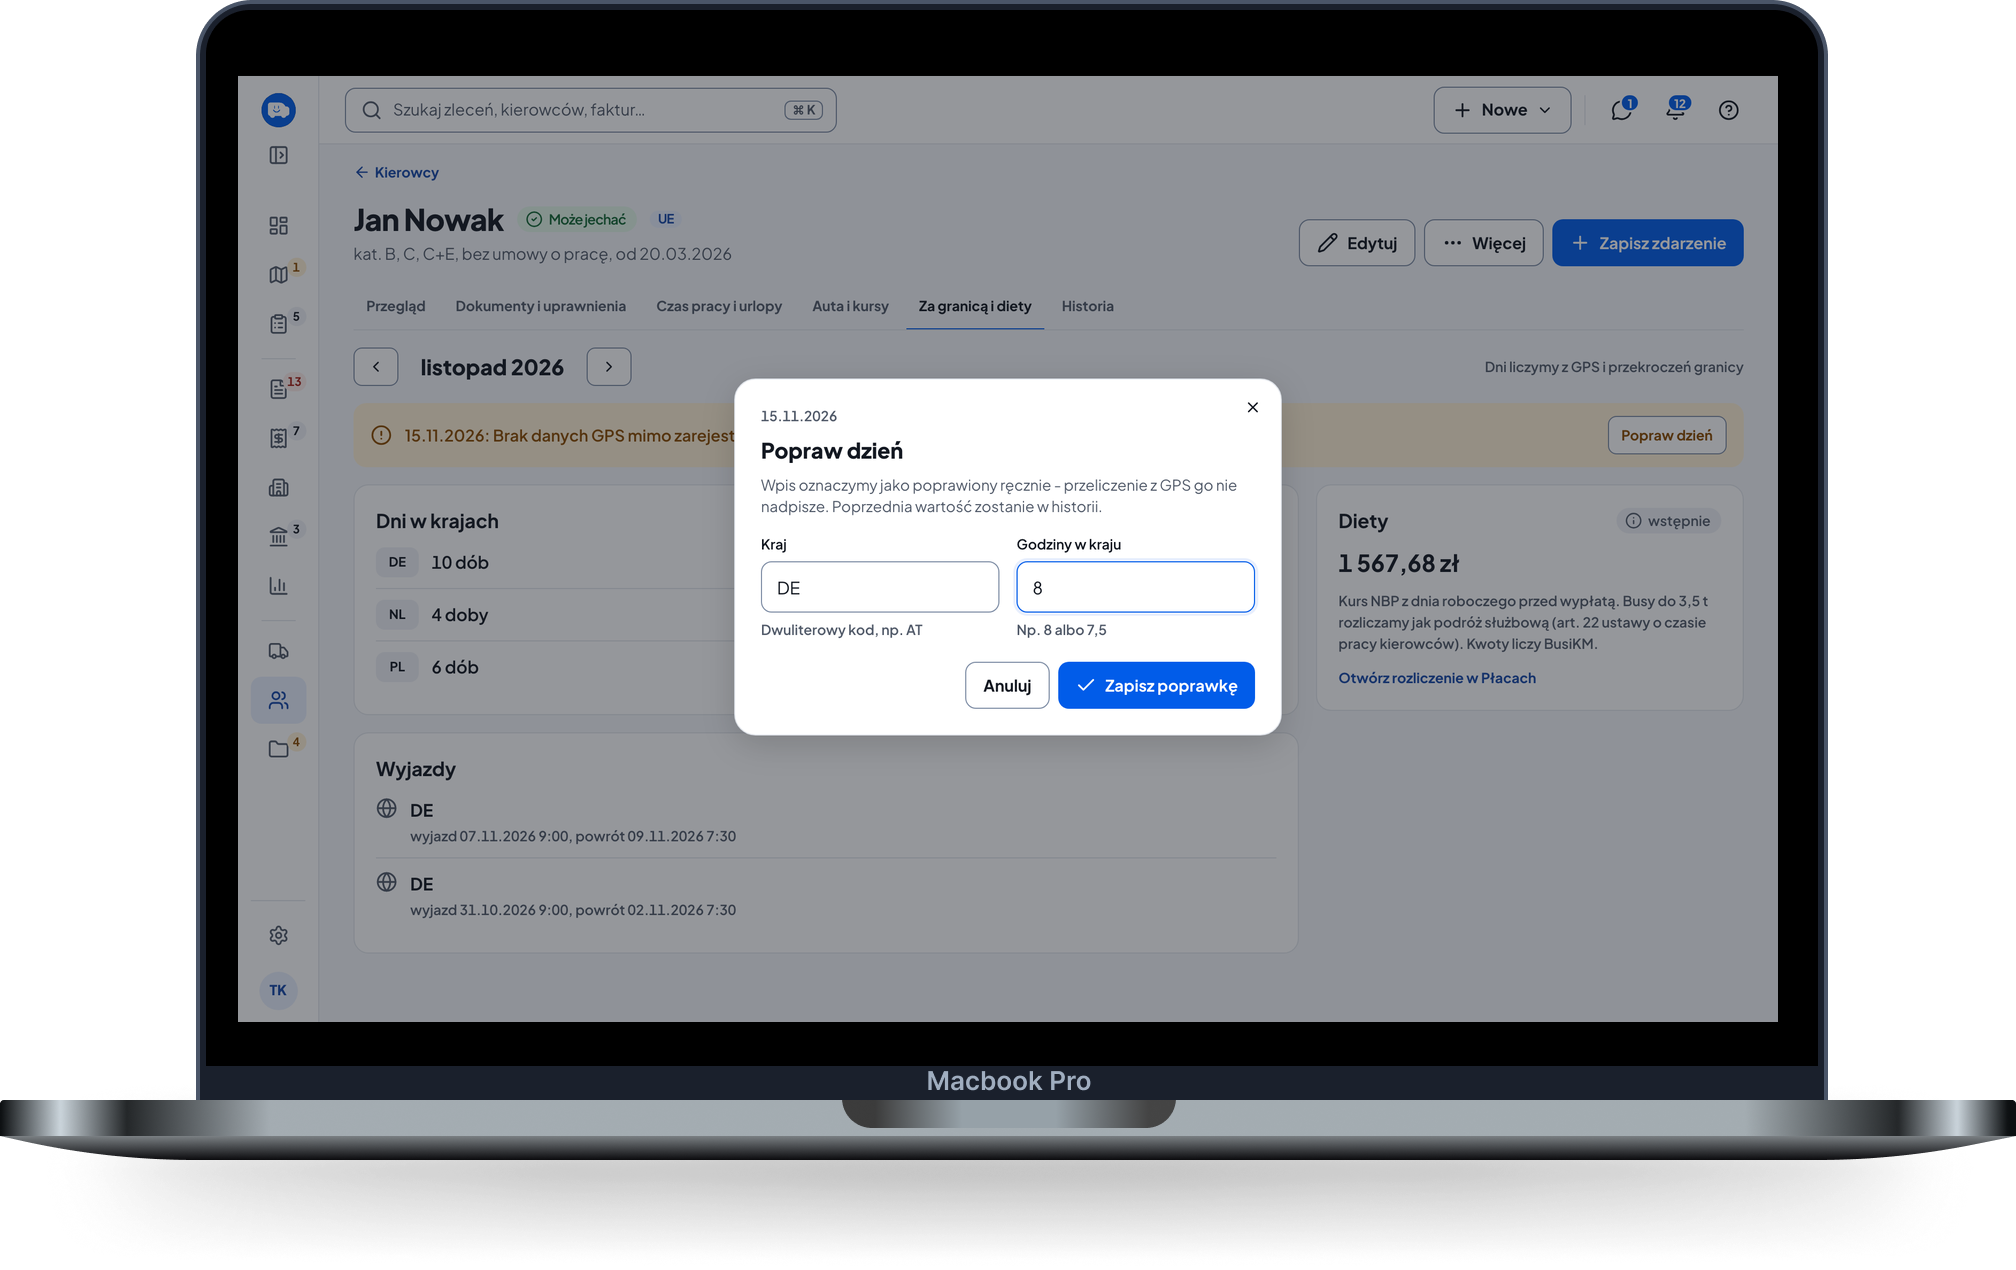 Szukaj zleceń, kierowców, faktur...
⌘ K
Nowe
1
12
Kierowcy
Jan Nowak
Może jechać
UE
kat. B, C, C+E, bez umowy o pracę, od 20.03.2026
Edytuj
Więcej
Zapisz zdarzenie
Przegląd
Dokumenty i uprawnienia
Czas pracy i urlopy
Auta i kursy
Za granicą i diety
Historia
1
5
13
7
3
4
TK
listopad 2026
Dni liczymy z GPS i przekroczeń granicy
15.11.2026: Brak danych GPS mimo zarejest
Popraw dzień
Dni w krajach
DE
10 dób
NL
4 doby
PL
6 dób
Diety
wstępnie
1 567,68 zł
Kurs NBP z dnia roboczego przed wypłatą. Busy do 3,5 t
rozliczamy jak podróż służbową (art. 22 ustawy o czasie
pracy kierowców). Kwoty liczy BusiKM.
Otwórz rozliczenie w Płacach
15.11.2026
Popraw dzień
Wpis oznaczymy jako poprawiony ręcznie - przeliczenie z GPS go nie
nadpisze. Poprzednia wartość zostanie w historii.
Kraj
Godziny w kraju
DE
8
Dwuliterowy kod, np. AT
Np. 8 albo 7,5
Anuluj
Zapisz poprawkę
Wyjazdy
DE
wyjazd 07.11.2026 9:00, powrót 09.11.2026 7:30
DE
wyjazd 31.10.2026 9:00, powrót 02.11.2026 7:30
Macbook Pro